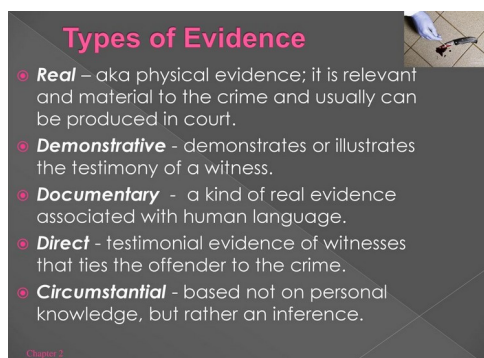 Types of Evidence
Real – aka physical evidence; it is relevant
and material to the crime and usually can
be produced in court.
Demonstrative - demonstrates or illustrates
the testimony of a witness.
Documentary - a kind of real evidence
associated with human language.
Direct - testimonial evidence of witnesses
that ties the offender to the crime.
Circumstantial - based not on personal
knowledge, but rather an inference.
Chapter 2